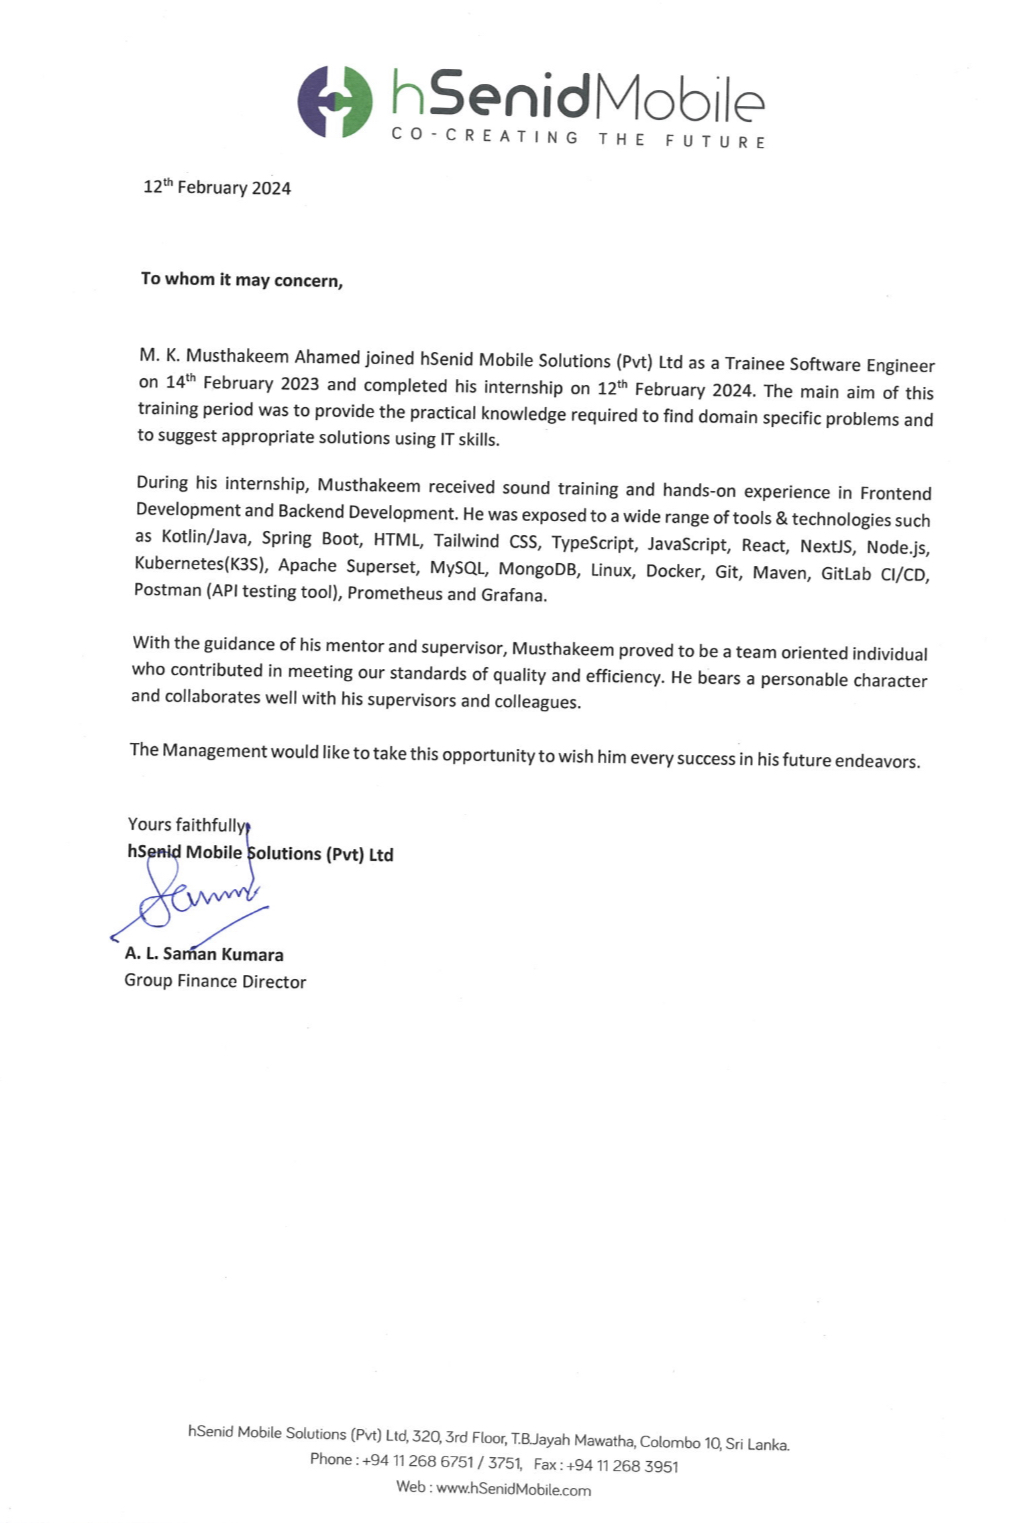 hSenidMobile
CO-CREATING THE FUTURE
12th February 2024
To whom it may concern,
M. K. Musthakeem Ahamed joined hSenid Mobile Solutions (Pvt) Ltd as a Trainee Software Engineer
on 14th February 2023 and completed his internship on 12th February 2024. The main aim of this
training period was to provide the practical knowledge required to find domain specific problems and
to suggest appropriate solutions using IT skills.
During his internship, Musthakeem received sound training and hands-on experience in Frontend
Development and Backend Development. He was exposed to a wide range of tools & technologies such
as Kotlin/Java, Spring Boot, HTML, Tailwind CSS, TypeScript, JavaScript, React, NextJS, Node.js,
Kubernetes(K3S), Apache Superset, MySQL, MongoDB, Linux, Docker, Git, Maven, GitLab CI/CD,
Postman (API testing tool), Prometheus and Grafana.
With the guidance of his mentor and supervisor, Musthakeem proved to be a team oriented individual
who contributed in meeting our standards of quality and efficiency. He bears a personable character
and collaborates well with his supervisors and colleagues.
The Management would like to take this opportunity to wish him every success in his future endeavors.
Yours faithfully,
hSenid Mobile Solutions (Pvt) Ltd
A. L. Saman Kumara
Group Finance Director
hSenid Mobile Solutions (Pvt) Ltd, 320, 3rd Floor, T.B.Jayah Mawatha, Colombo 10, Sri Lanka.
Phone : +94 11 268 6751 / 3751, Fax : +94 11 268 3951
Web : www.hSenidMobile.com